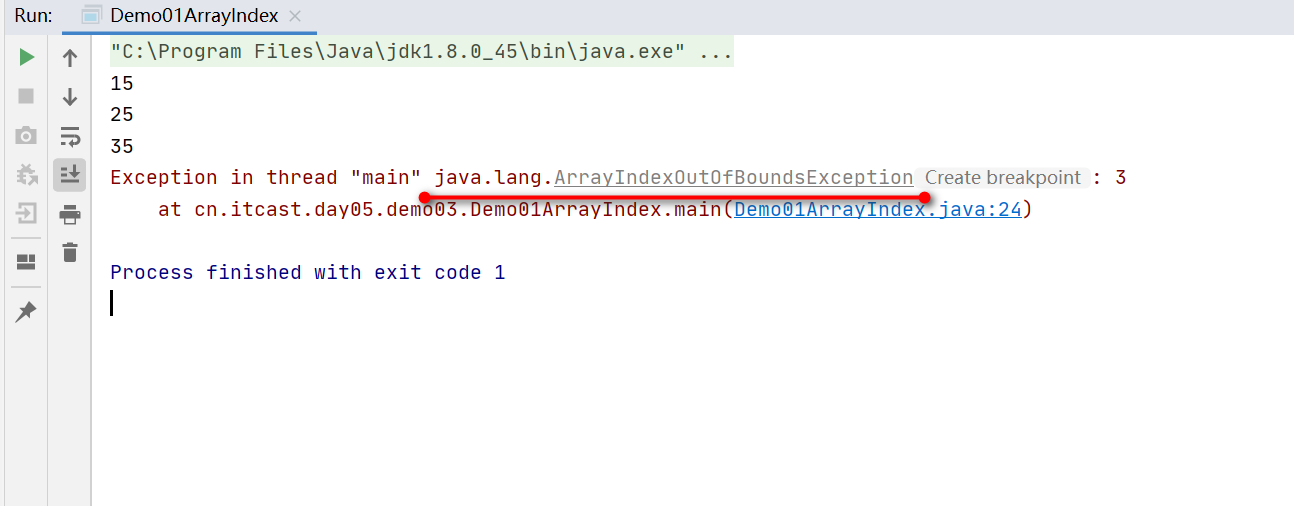 Run: Demo01ArrayIndex
"C:\Program Files\Java\jdk1.8.0_45\bin\java.exe" ...
15
25
35
Exception in thread "main" java.lang.ArrayIndexOutOfBoundsException Create breakpoint : 3
at cn.itcast.day05.demo03.Demo01ArrayIndex.main(Demo01ArrayIndex.java:24)
Process finished with exit code 1